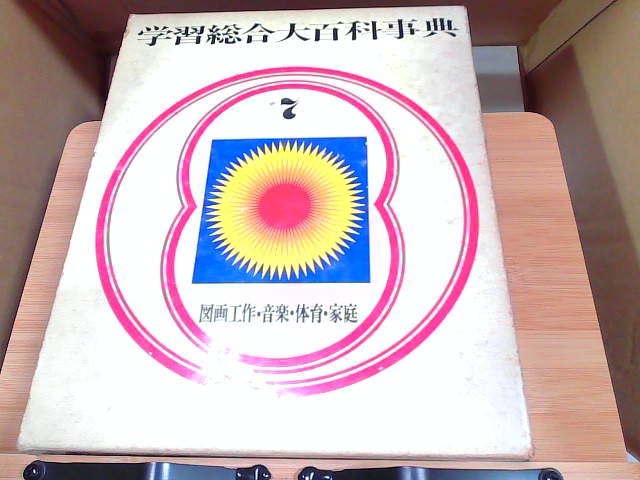 学習総合大百科事典
7
図画工作・音楽・体育・家庭